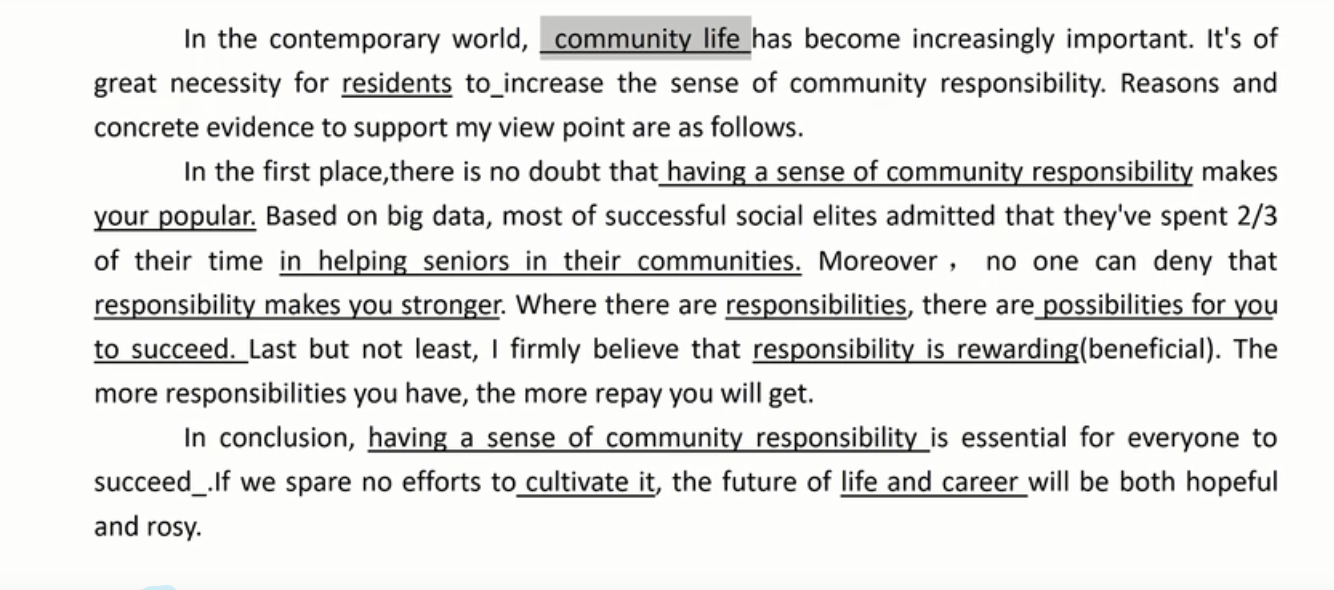 In the contemporary world, community life has become increasingly important. It's of
great necessity for residents to_increase the sense of community responsibility. Reasons and
concrete evidence to support my view point are as follows.
In the first place,there is no doubt that having a sense of community responsibility makes
your popular. Based on big data, most of successful social elites admitted that they've spent 2/3
of their time in helping seniors in their communities. Moreover， no one can deny that
responsibility makes you stronger. Where there are responsibilities, there are possibilities for you
to succeed. Last but not least, I firmly believe that responsibility is rewarding(beneficial). The
more responsibilities you have, the more repay you will get.
In conclusion, having a sense of community responsibility is essential for everyone to
succeed_.If we spare no efforts to cultivate it, the future of life and career will be both hopeful
and rosy.